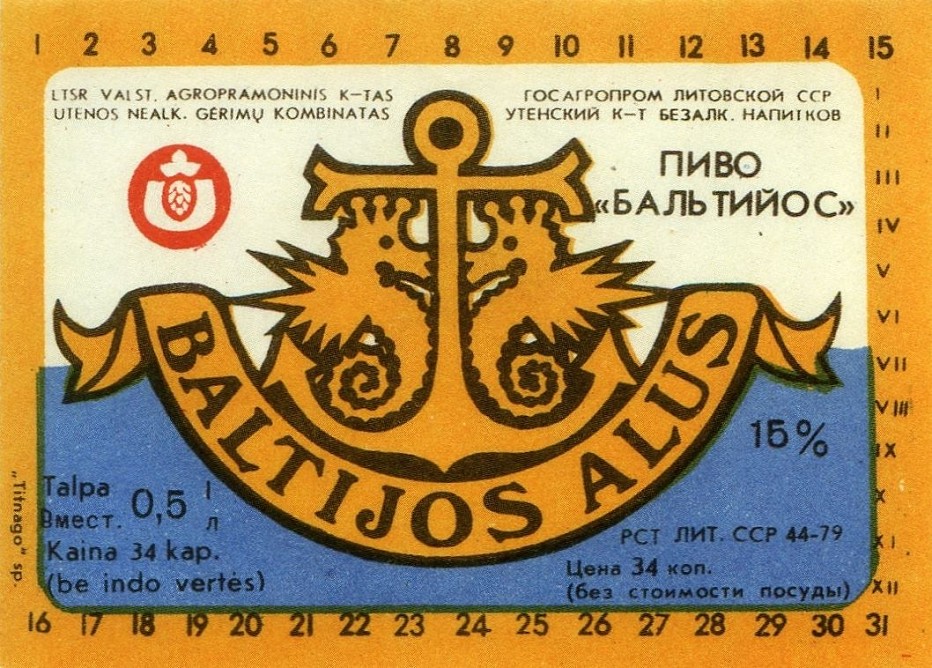 1 2 3 4 5 6 7 8 9 10 11 12 13 14 15
LTSR VALST. AGROPRAMONINIS K-TAS
UTENOS NEALK. GĖRIMŲ KOMBINATAS
ГОСАГРОПРОМ ЛИТОВСКОЙ ССР
УТЕНСКИЙ К-Т БЕЗАЛК. НАПИТКОВ
ПИВО
«БАЛЬТИЙОС»
I
II
III
IV
V
VI
VII
VIII
IX
X
XI
XII
BALTIJOS ALUS
15%
Talpa 0,5 l
Вмест. л
Kaina 34 kap.
(be indo vertės)
РСТ ЛИТ. ССР 44-79
Цена 34 коп.
(без стоимости посуды)
„Titnago" sp.
16 17 18 19 20 21 22 23 24 25 26 27 28 29 30 31